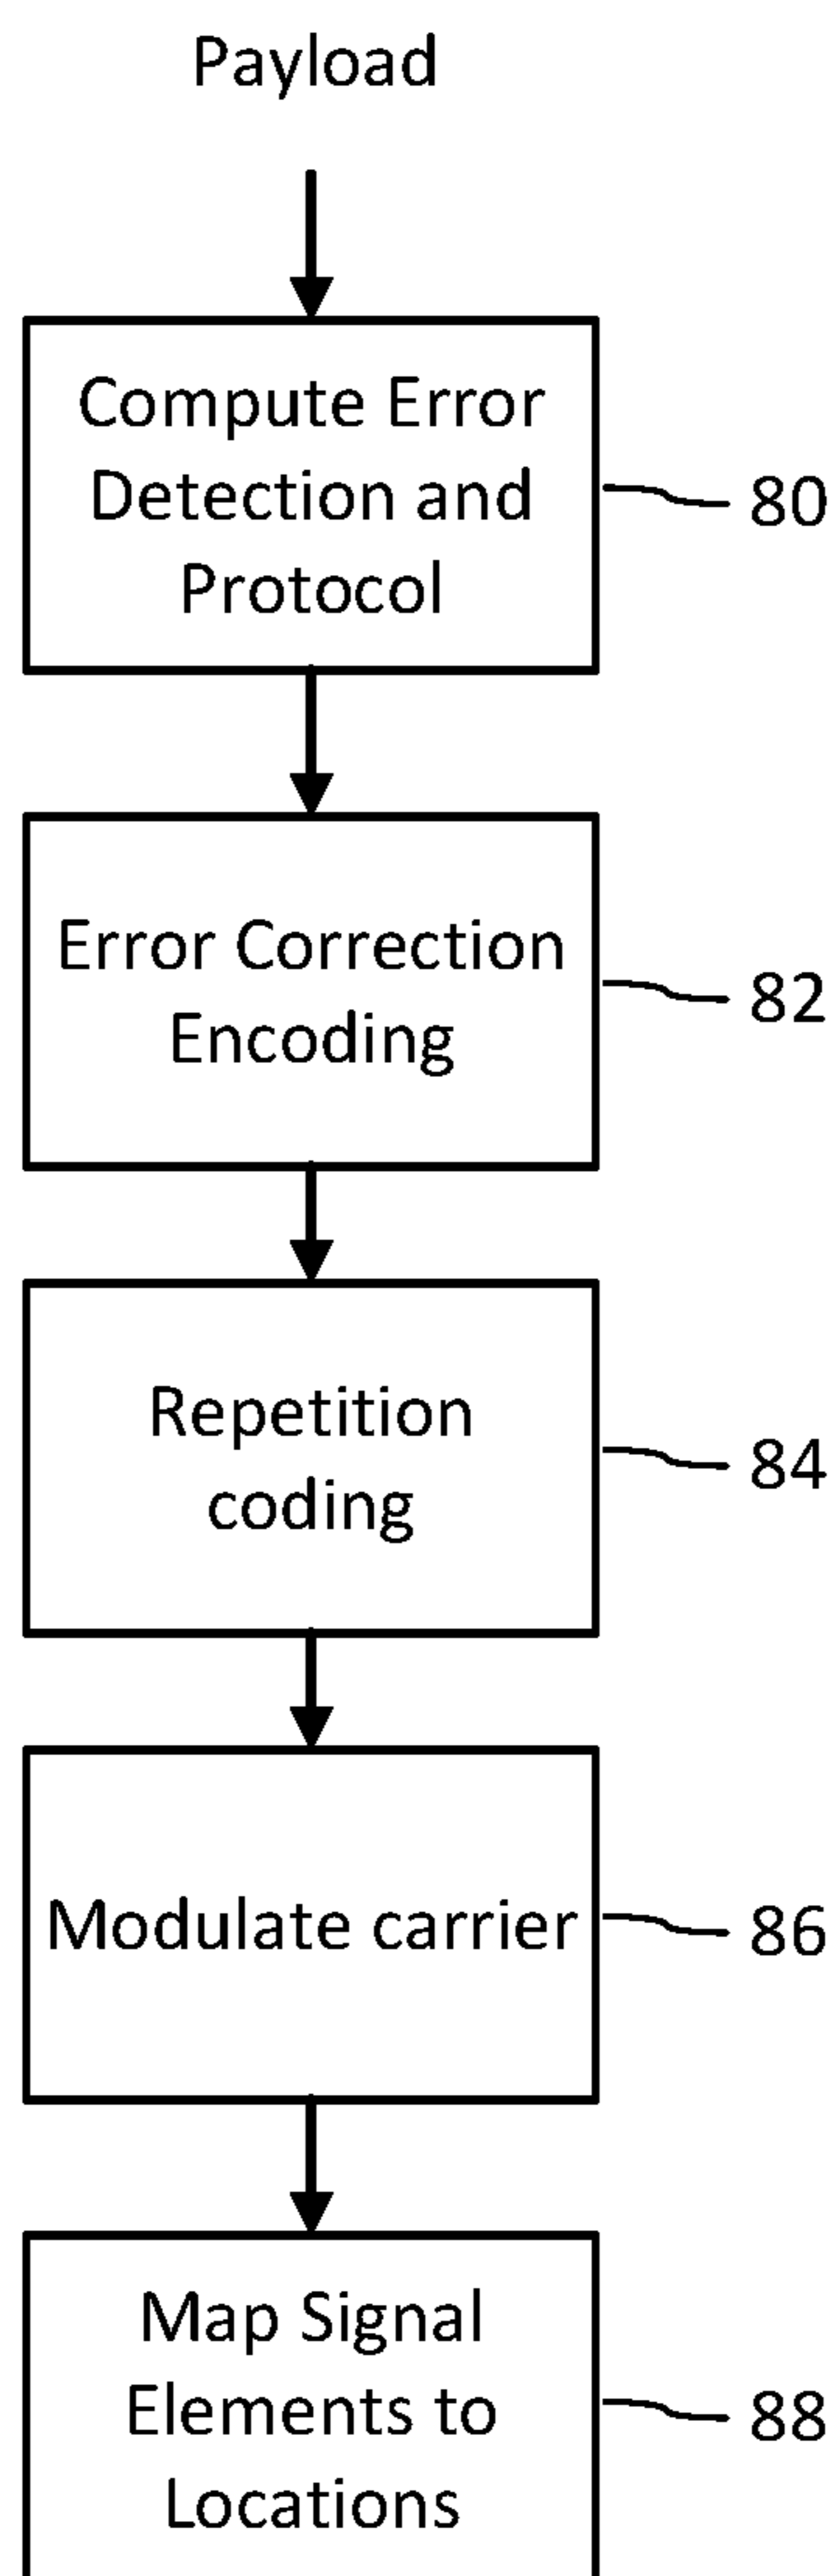 Payload
Compute Error
Detection and
Protocol
80
Error Correction
Encoding
82
Repetition
coding
84
Modulate carrier
86
Map Signal
Elements to
Locations
88